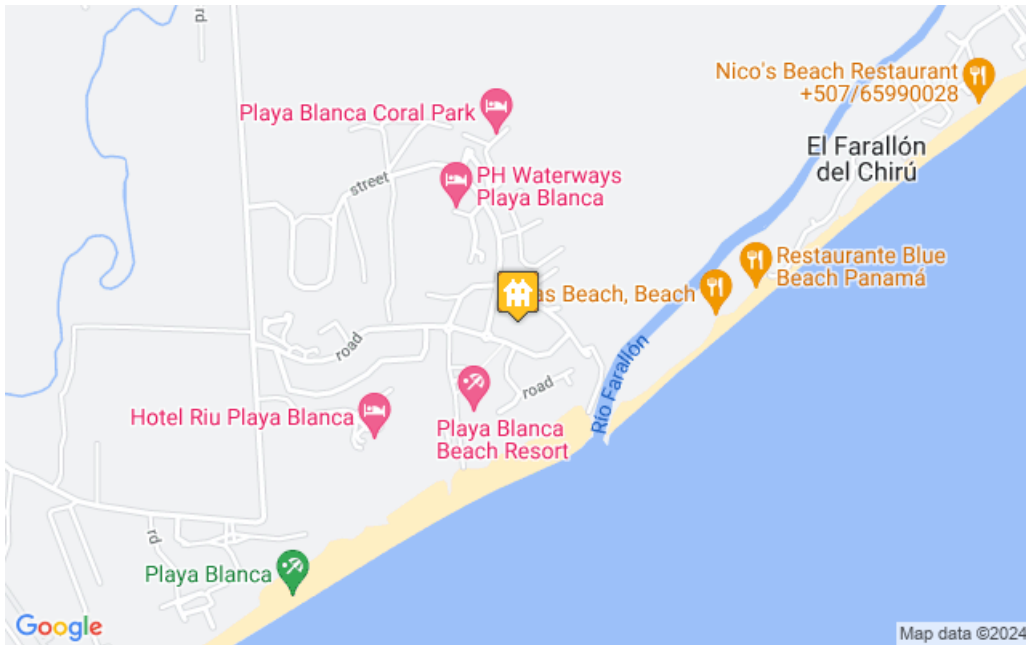 rd
Nico's Beach Restaurant
+507/65990028
Playa Blanca Coral Park
El Farallón
del Chirú
street
PH Waterways
Playa Blanca
Restaurante Blue
Beach Panamá
as Beach, Beach
road
Río Farallón
road
Hotel Riu Playa Blanca
Playa Blanca
Beach Resort
rd
Playa Blanca
Google
Map data ©2024